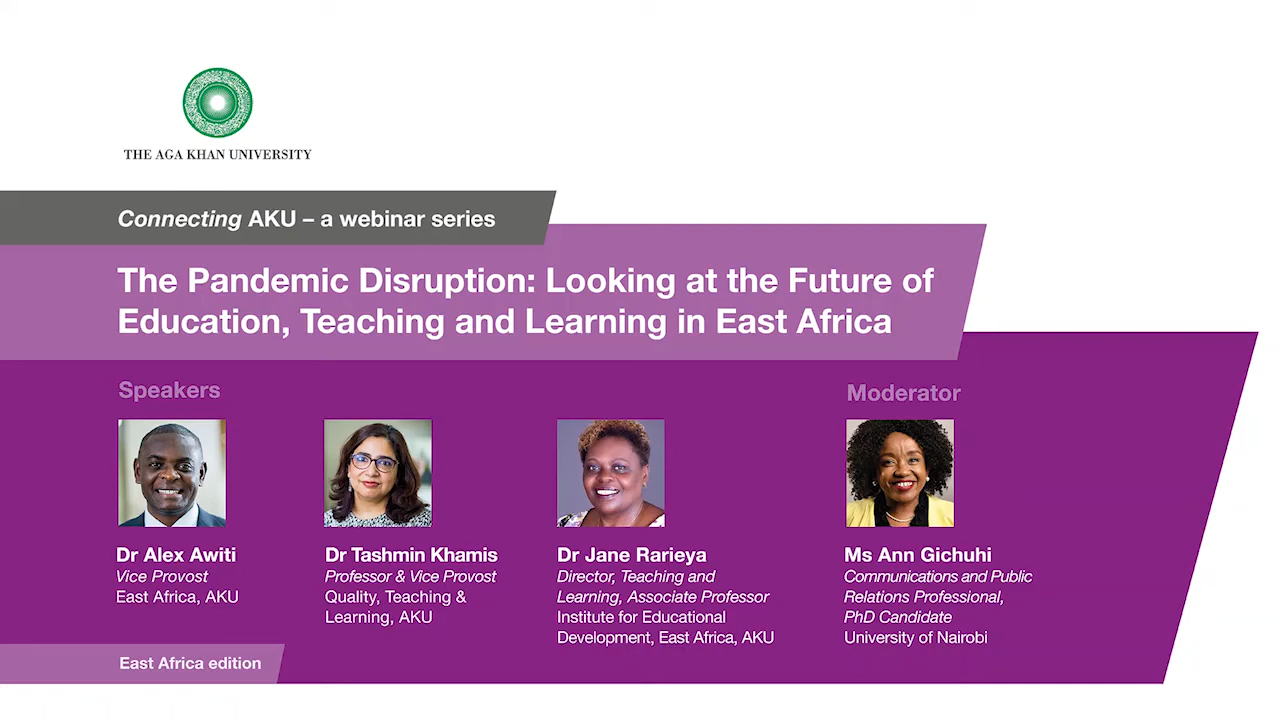 THE AGA KHAN UNIVERSITY
Connecting AKU – a webinar series
The Pandemic Disruption: Looking at the Future of
Education, Teaching and Learning in East Africa
Speakers
Dr Alex Awiti
Vice Provost
East Africa, AKU
Dr Tashmin Khamis
Professor & Vice Provost
Quality, Teaching &
Learning, AKU
Dr Jane Rarieya
Director, Teaching and
Learning, Associate Professor
Institute for Educational
Development, East Africa, AKU
Moderator
Ms Ann Gichuhi
Communications and Public
Relations Professional,
PhD Candidate
University of Nairobi
East Africa edition